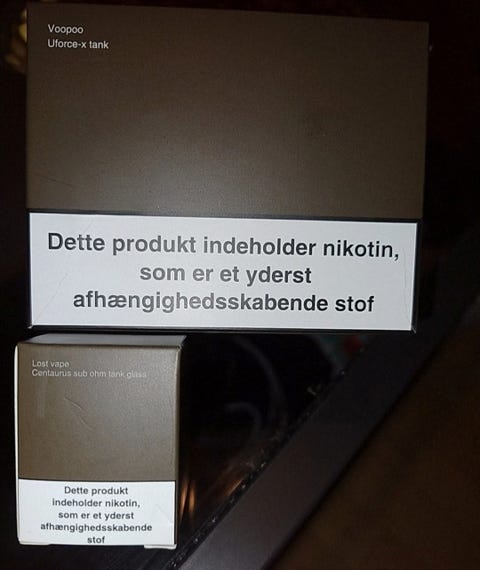 Voopoo
Uforce-x tank
Dette produkt indeholder nikotin,
som er et yderst
afhængighedsskabende stof
Lost vape
Centaurus sub ohm tank glass
Dette produkt
indeholder nikotin,
som er et yderst
afhængighedsskabende
stof